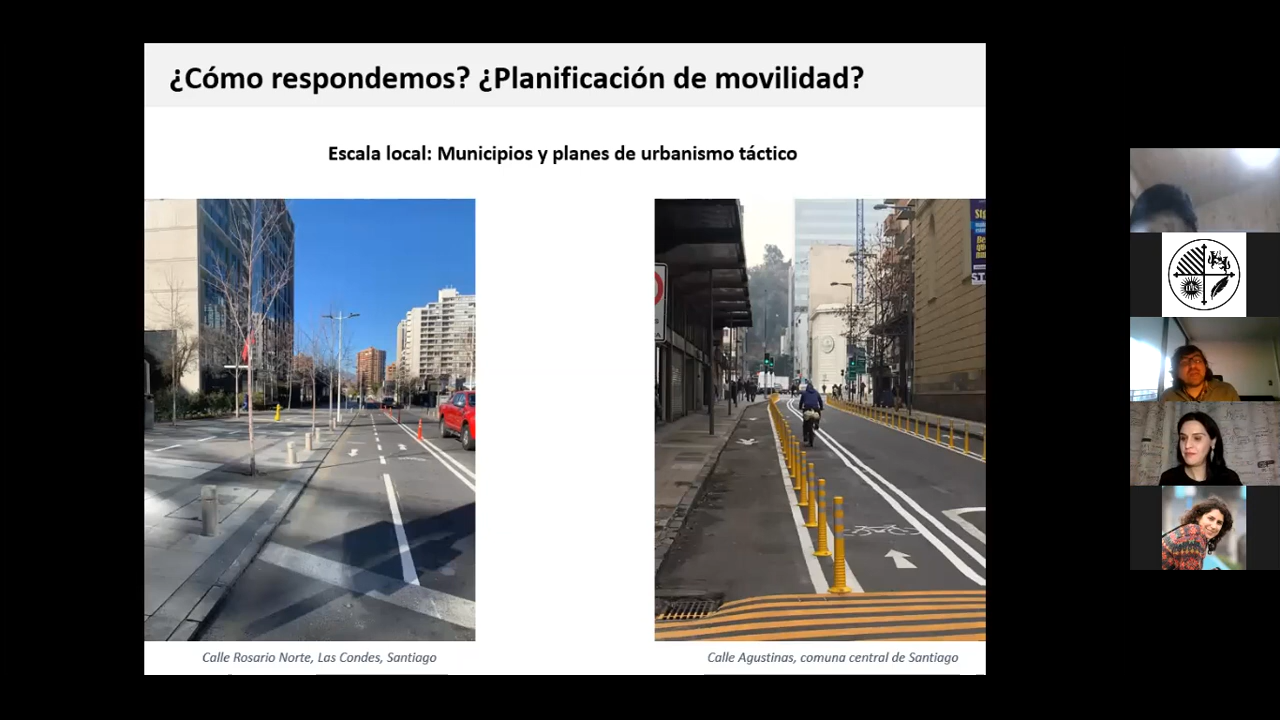 ¿Cómo respondemos? ¿Planificación de movilidad?
Escala local: Municipios y planes de urbanismo táctico
Calle Rosario Norte, Las Condes, Santiago
Calle Agustinas, comuna central de Santiago